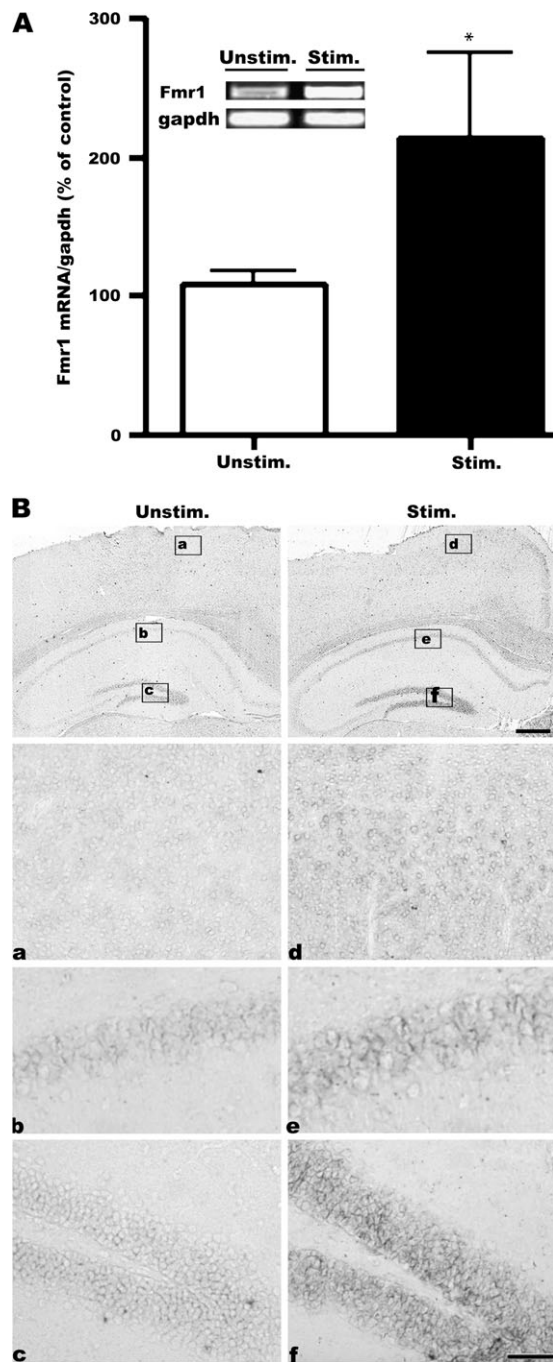 A
Fmr1 mRNA/gapdh (% of control)
300
200
100
0
*
Unstim. Stim.
Fmr1
gapdh
Unstim. Stim.
B
Unstim. Stim.
a d
b e
c f
a d
b e
c f